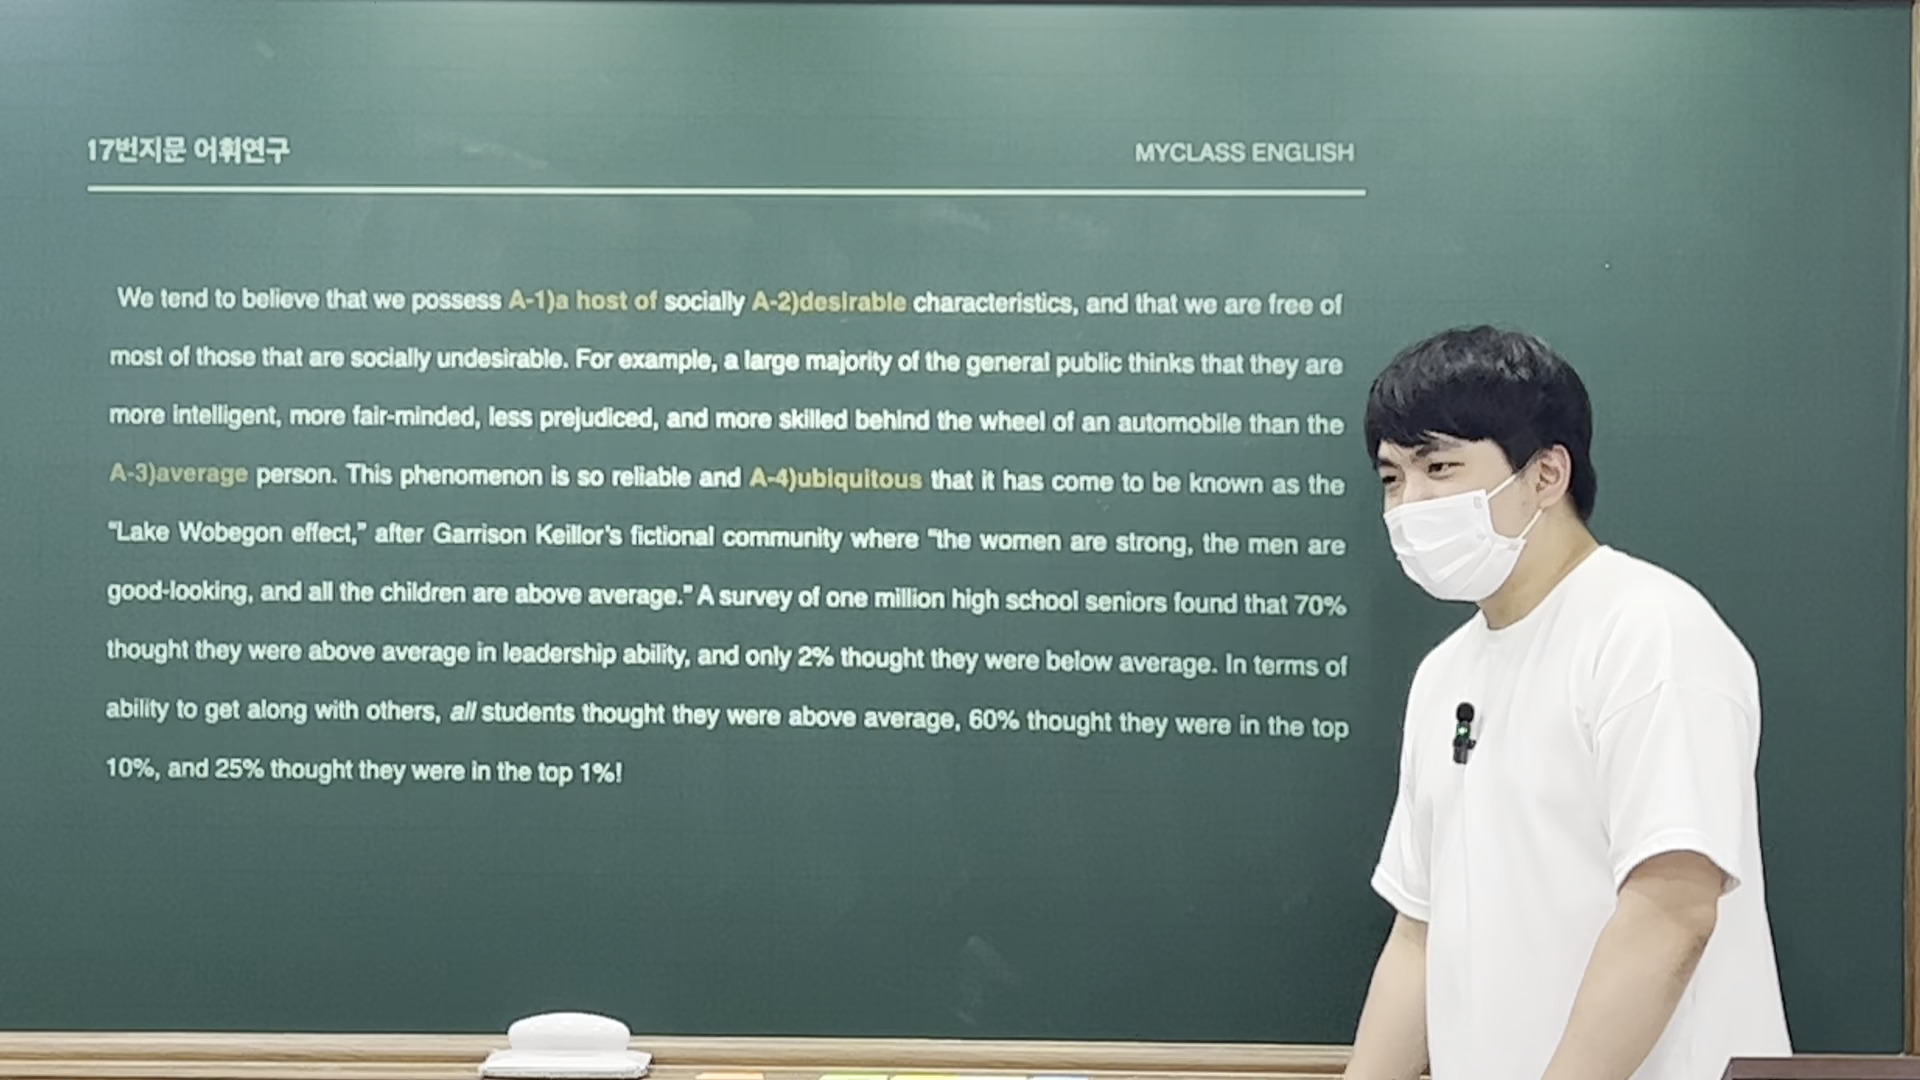 17번지문 어휘연구
MYCLASS ENGLISH
We tend to believe that we possess A-1)a host of socially A-2)desirable characteristics, and that we are free of
most of those that are socially undesirable. For example, a large majority of the general public thinks that they are
more intelligent, more fair-minded, less prejudiced, and more skilled behind the wheel of an automobile than the
A-3)average person. This phenomenon is so reliable and A-4)ubiquitous that it has come to be known as the
“Lake Wobegon effect,” after Garrison Keillor’s fictional community where “the women are strong, the men are
good-looking, and all the children are above average.” A survey of one million high school seniors found that 70%
thought they were above average in leadership ability, and only 2% thought they were below average. In terms of
ability to get along with others, all students thought they were above average, 60% thought they were in the top
10%, and 25% thought they were in the top 1%!